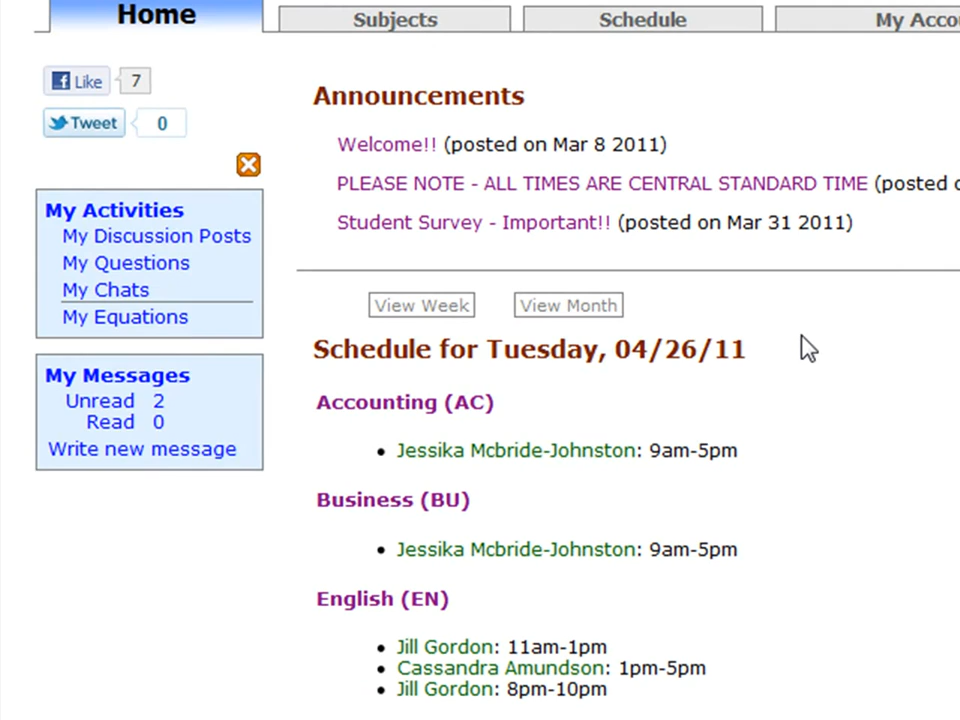 Home
Subjects
Schedule
My Acco
Like 7
Tweet 0
Announcements
Welcome!! (posted on Mar 8 2011)
PLEASE NOTE - ALL TIMES ARE CENTRAL STANDARD TIME (posted
Student Survey - Important!! (posted on Mar 31 2011)
My Activities
My Discussion Posts
My Questions
My Chats
My Equations
My Messages
Unread 2
Read 0
Write new message
View Week
View Month
Schedule for Tuesday, 04/26/11
Accounting (AC)
• Jessika Mcbride-Johnston: 9am-5pm
Business (BU)
• Jessika Mcbride-Johnston: 9am-5pm
English (EN)
• Jill Gordon: 11am-1pm
• Cassandra Amundson: 1pm-5pm
• Jill Gordon: 8pm-10pm